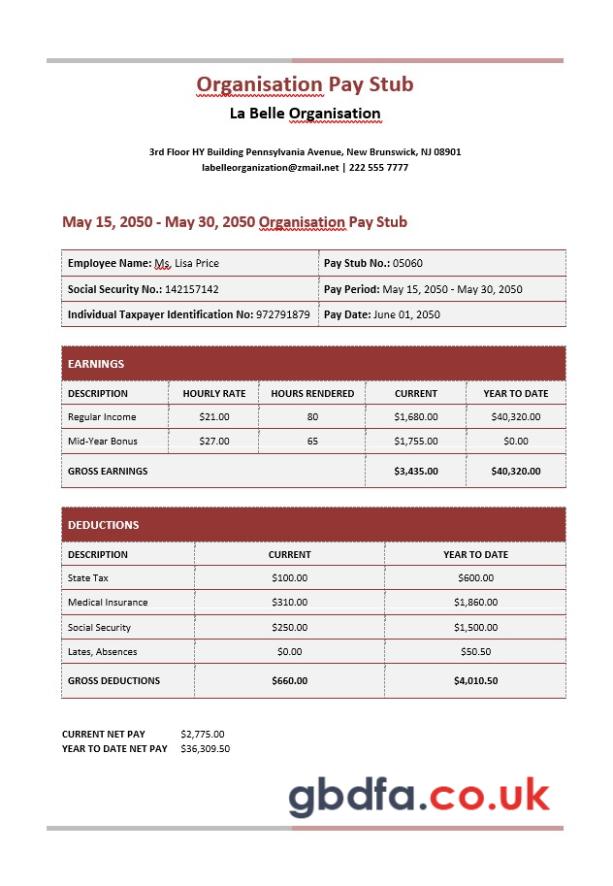 Organisation Pay Stub
La Belle Organisation
3rd Floor HY Building Pennsylvania Avenue, New Brunswick, NJ 08901
labelleorganization@zmail.net | 222 555 7777
May 15, 2050 - May 30, 2050 Organisation Pay Stub
Employee Name: Ms. Lisa Price Pay Stub No.: 05060
Social Security No.: 142157142 Pay Period: May 15, 2050 - May 30, 2050
Individual Taxpayer Identification No: 972791879 Pay Date: June 01, 2050
EARNINGS
DESCRIPTION HOURLY RATE HOURS RENDERED CURRENT YEAR TO DATE
Regular Income $21.00 80 $1,680.00 $40,320.00
Mid-Year Bonus $27.00 65 $1,755.00 $0.00
GROSS EARNINGS $3,435.00 $40,320.00
DEDUCTIONS
DESCRIPTION CURRENT YEAR TO DATE
State Tax $100.00 $600.00
Medical Insurance $310.00 $1,860.00
Social Security $250.00 $1,500.00
Lates, Absences $0.00 $50.50
GROSS DEDUCTIONS $660.00 $4,010.50
CURRENT NET PAY $2,775.00
YEAR TO DATE NET PAY $36,309.50
gbdfa.co.uk